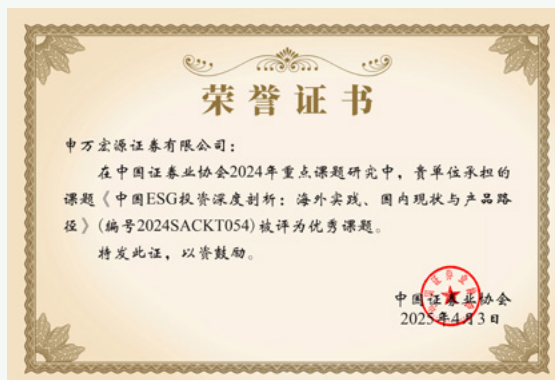 荣誉证书
申万宏源证券有限公司：
在中国证券业协会2024年重点课题研究中，贵单位承担的
课题《中国ESG投资深度剖析：海外实践、国内现状与产品路
径》(编号2024SACKT054)被评为优秀课题。
特发此证，以资鼓励。
中国证券业协会
2025年4月3日